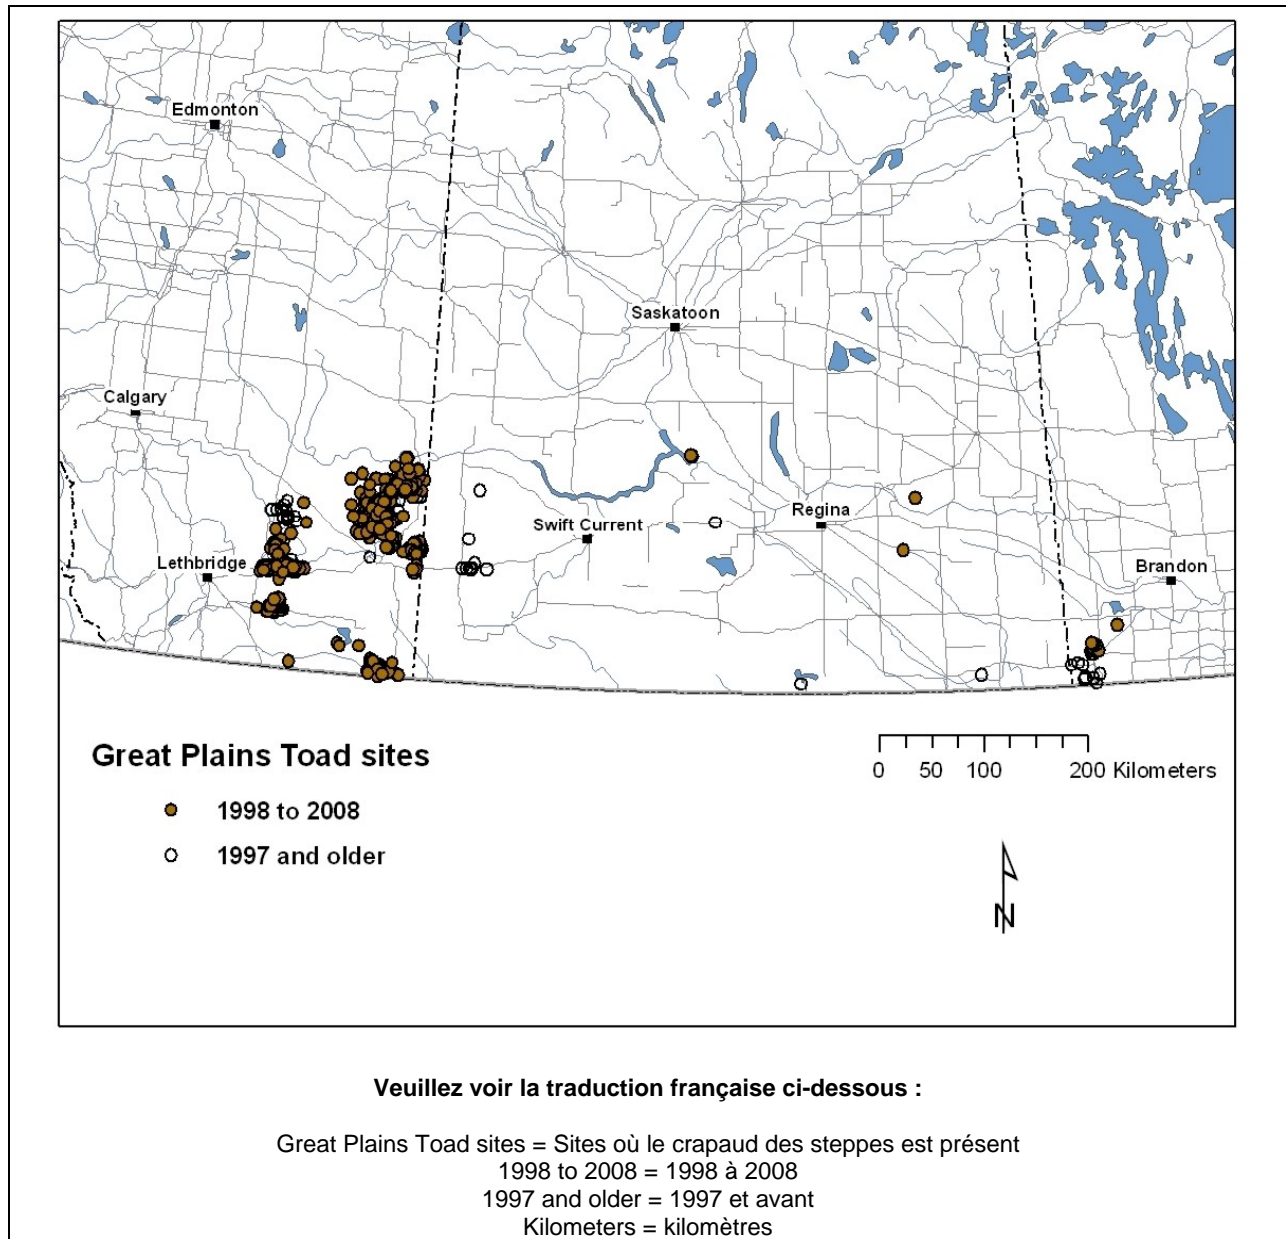 Edmonton
Saskatoon
Calgary
Regina
Swift Current
Lethbridge
Brandon
Great Plains Toad sites
1998 to 2008
1997 and older
0 50 100 200 Kilometers
N
Veuillez voir la traduction française ci-dessous :
Great Plains Toad sites = Sites où le crapaud des steppes est présent
1998 to 2008 = 1998 à 2008
1997 and older = 1997 et avant
Kilometers = kilomètres